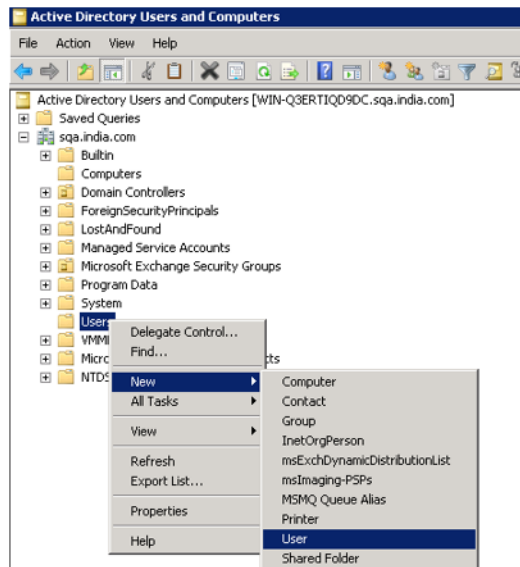 Active Directory Users and Computers
File Action View Help
Active Directory Users and Computers [WIN-Q3ERTIQD9DC.sqa.india.com]
Saved Queries
sqa.india.com
Builtin
Computers
Domain Controllers
ForeignSecurityPrincipals
LostAndFound
Managed Service Accounts
Microsoft Exchange Security Groups
Program Data
System
Users
Delegate Control...
Find...
New
All Tasks
View
Refresh
Export List...
Properties
Help
Computer
Contact
Group
InetOrgPerson
msExchDynamicDistributionList
msImaging-PSPs
MSMQ Queue Alias
Printer
User
Shared Folder
NTDS